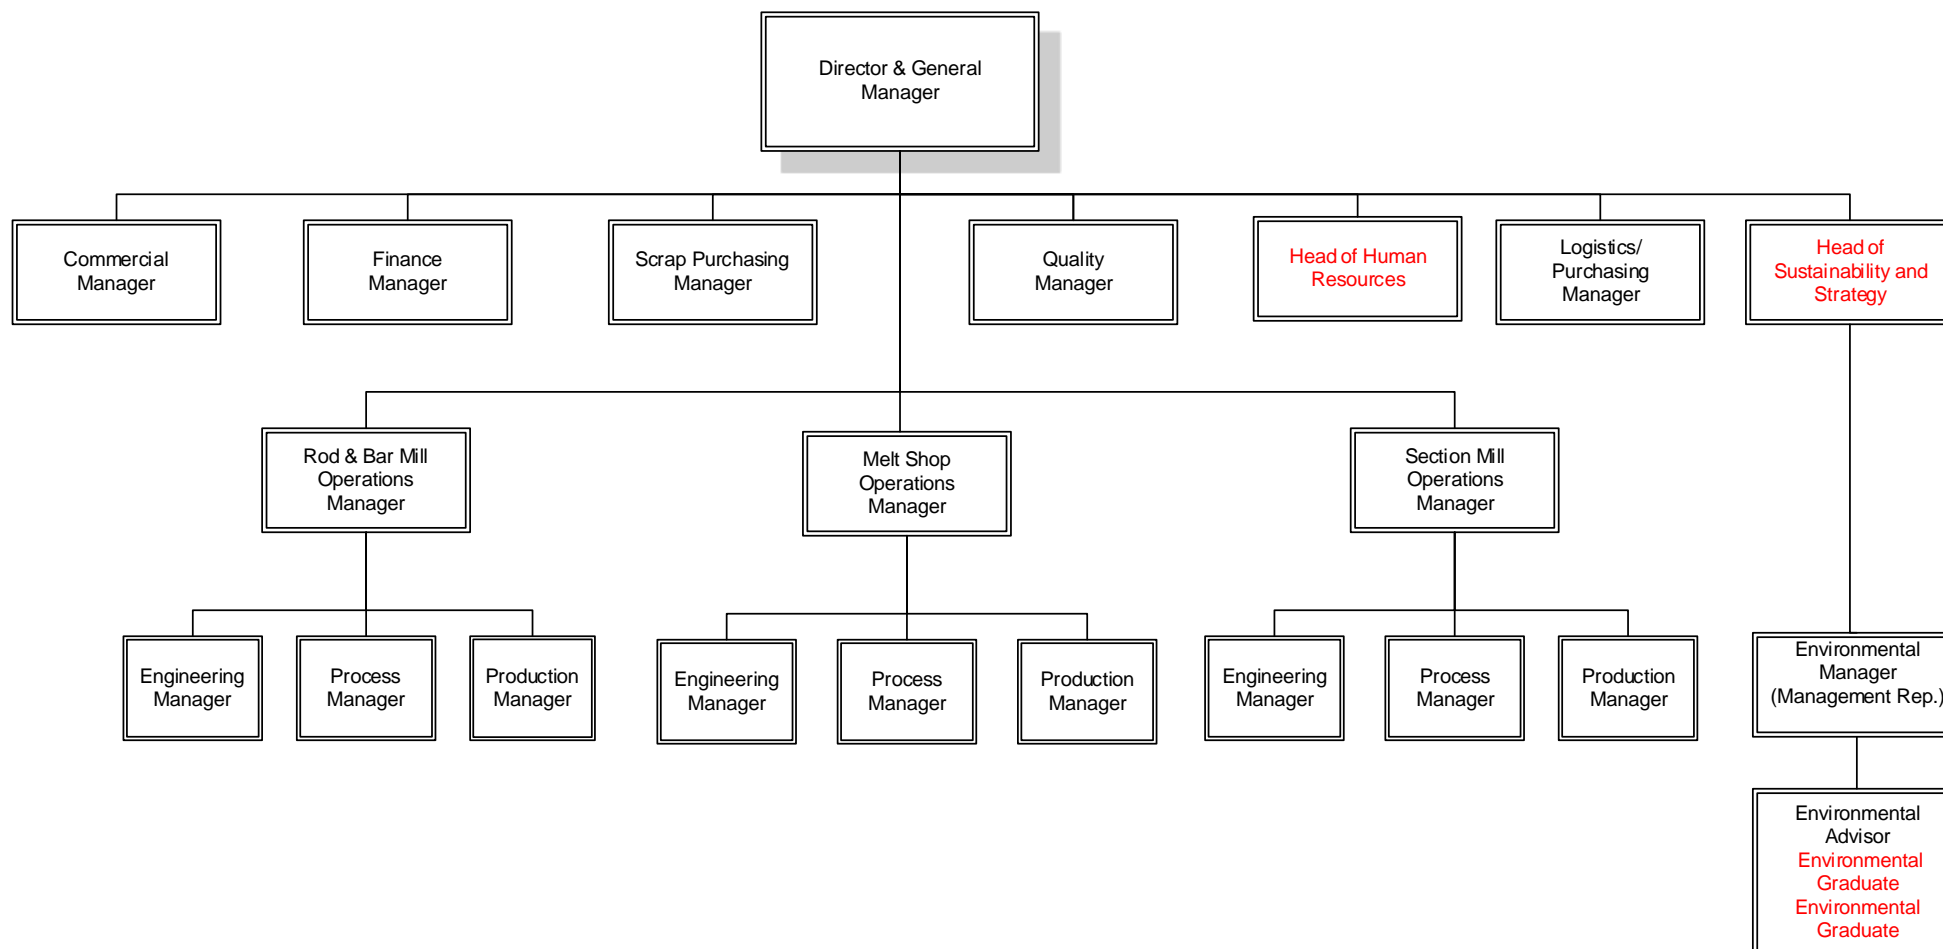 Director & General
Manager
Commercial
Manager
Finance
Manager
Scrap Purchasing
Manager
Quality
Manager
Head of Human
Resources
Logistics/
Purchasing
Manager
Head of
Sustainability and
Strategy
Rod & Bar Mill
Operations
Manager
Melt Shop
Operations
Manager
Section Mill
Operations
Manager
Engineering
Manager
Process
Manager
Production
Manager
Engineering
Manager
Process
Manager
Production
Manager
Engineering
Manager
Process
Manager
Production
Manager
Environmental
Manager
(Management Rep.)
Environmental
Advisor
Environmental
Graduate
Environmental
Graduate